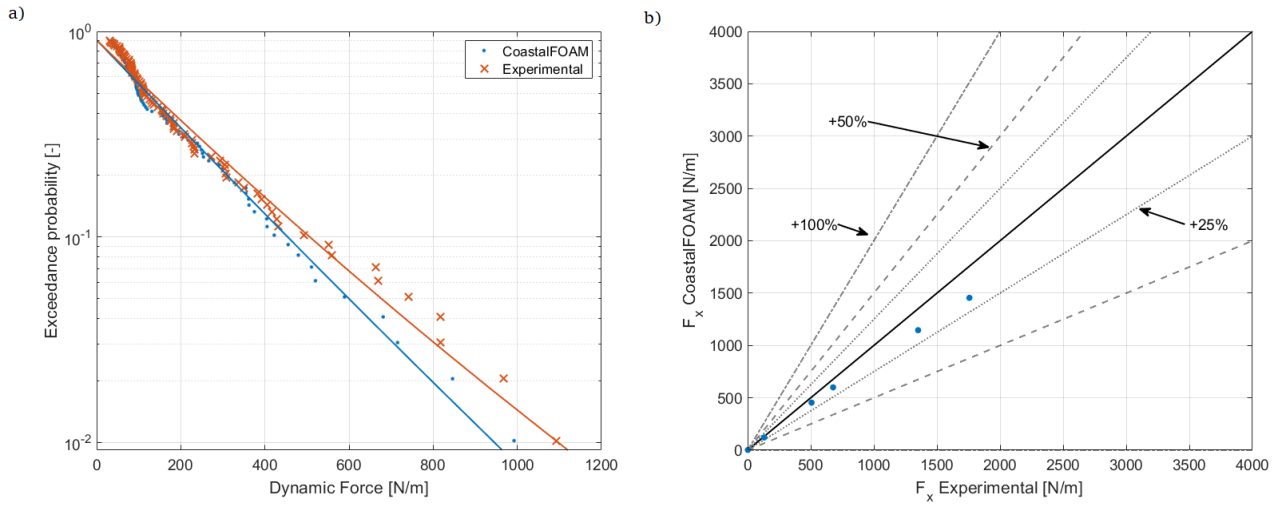 a)
10^0
10^-1
10^-2
Exceedance probability [-]
CoastalFOAM
Experimental
0 200 400 600 800 1000 1200
Dynamic Force [N/m]
b)
4000
3500
3000
2500
2000
1500
1000
500
0
F_x CoastalFOAM [N/m]
+50%
+100%
+25%
0 500 1000 1500 2000 2500 3000 3500 4000
F_x Experimental [N/m]